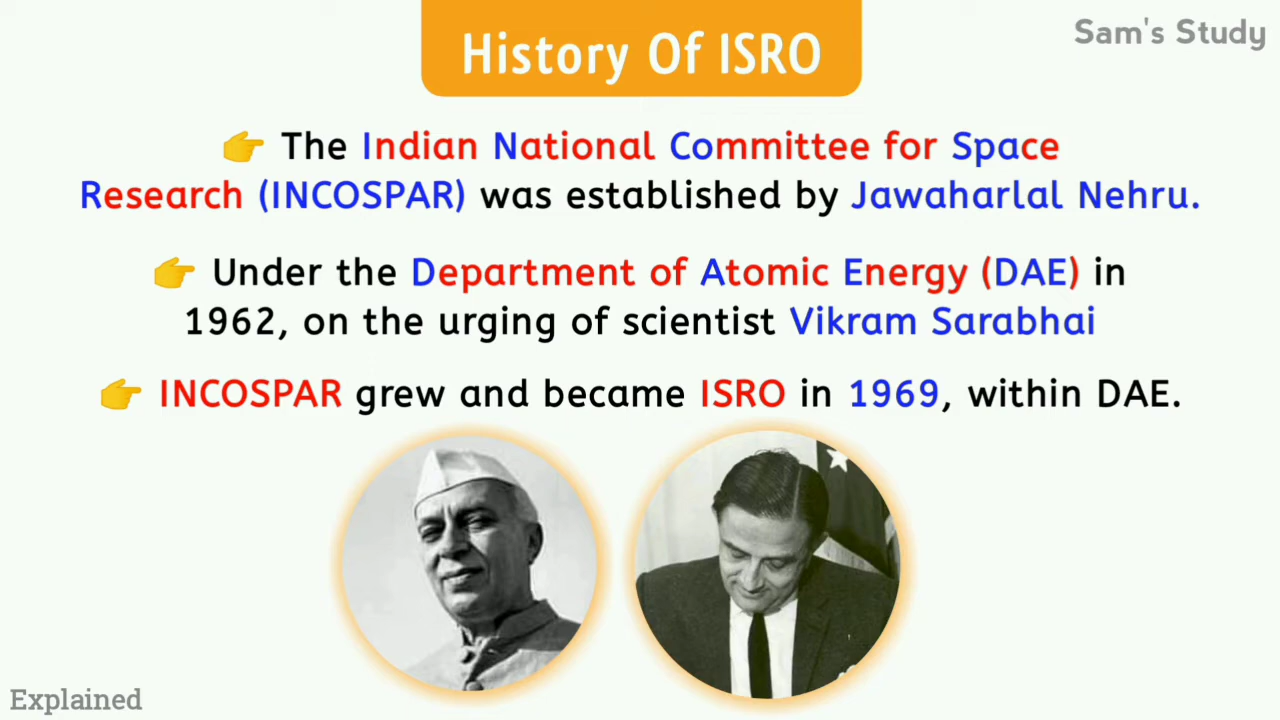 History Of ISRO
Sam's Study
👉 The Indian National Committee for Space
Research (INCOSPAR) was established by Jawaharlal Nehru.
👉 Under the Department of Atomic Energy (DAE) in
1962, on the urging of scientist Vikram Sarabhai
👉 INCOSPAR grew and became ISRO in 1969, within DAE.
Explained